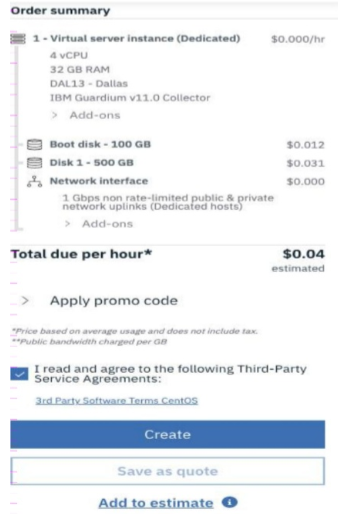 Order summary
1 - Virtual server instance (Dedicated) $0.000/hr
4 vCPU
32 GB RAM
DAL13 - Dallas
IBM Guardium v11.0 Collector
> Add-ons
Boot disk - 100 GB $0.012
Disk 1 - 500 GB $0.031
Network interface $0.000
1 Gbps non rate-limited public & private
network uplinks (Dedicated hosts)
> Add-ons
Total due per hour* $0.04
estimated
> Apply promo code
*Price based on average usage and does not include tax.
**Public bandwidth charged per GB
I read and agree to the following Third-Party
Service Agreements:
3rd Party Software Terms CentOS
Create
Save as quote
Add to estimate